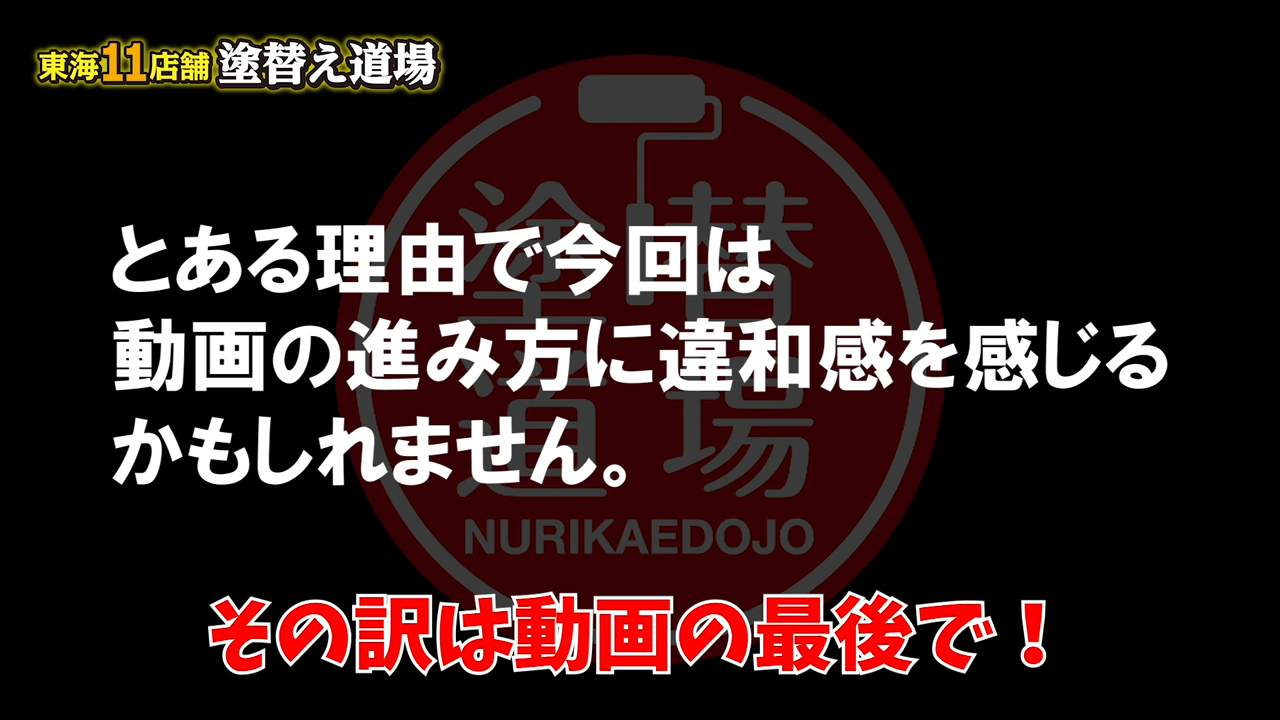 東海11店舗 塗替え道場
とある理由で今回は
動画の進み方に違和感を感じる
かもしれません。
塗替
道場
NURIKAEDOJO
その訳は動画の最後で！